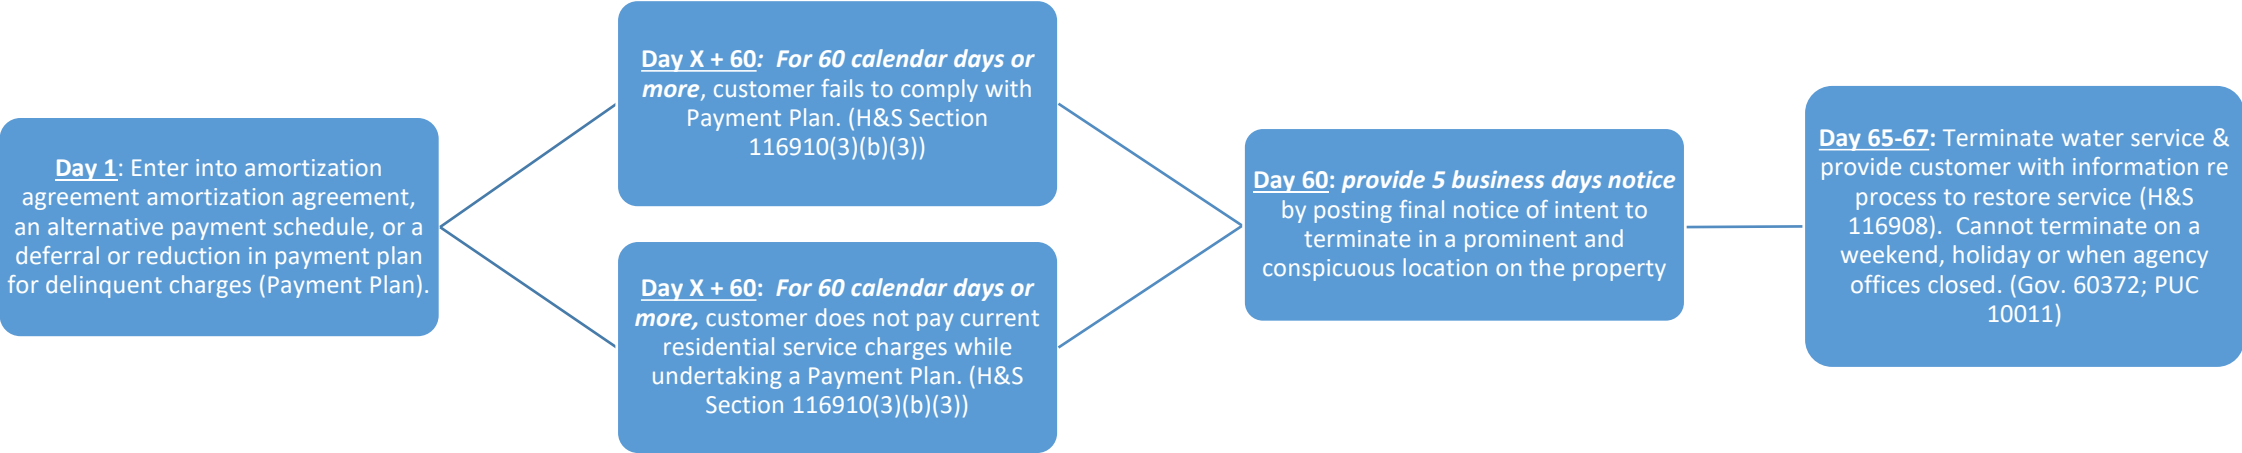 Day 1: Enter into amortization
agreement amortization agreement,
an alternative payment schedule, or a
deferral or reduction in payment plan
for delinquent charges (Payment Plan).
Day X + 60: For 60 calendar days or
more, customer fails to comply with
Payment Plan. (H&S Section
116910(3)(b)(3))
Day X + 60: For 60 calendar days or
more, customer does not pay current
residential service charges while
undertaking a Payment Plan. (H&S
Section 116910(3)(b)(3))
Day 60: provide 5 business days notice
by posting final notice of intent to
terminate in a prominent and
conspicuous location on the property
Day 65-67: Terminate water service &
provide customer with information re
process to restore service (H&S
116908).  Cannot terminate on a
weekend, holiday or when agency
offices closed. (Gov. 60372; PUC
10011)